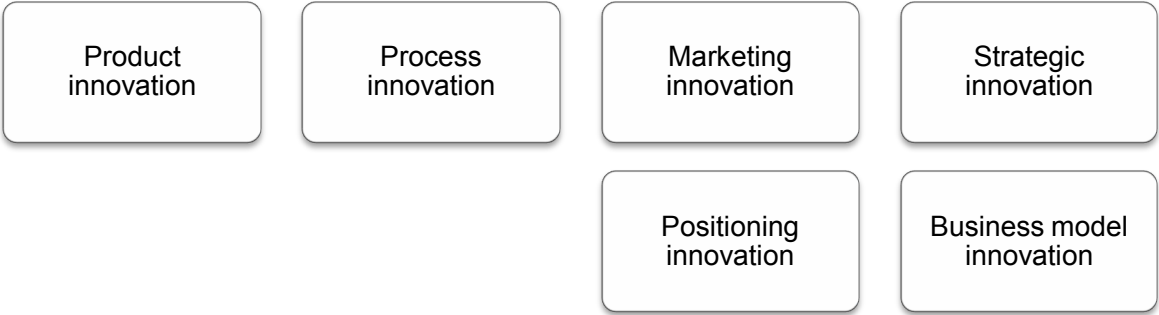 Product
innovation
Process
innovation
Marketing
innovation
Strategic
innovation
Positioning
innovation
Business model
innovation